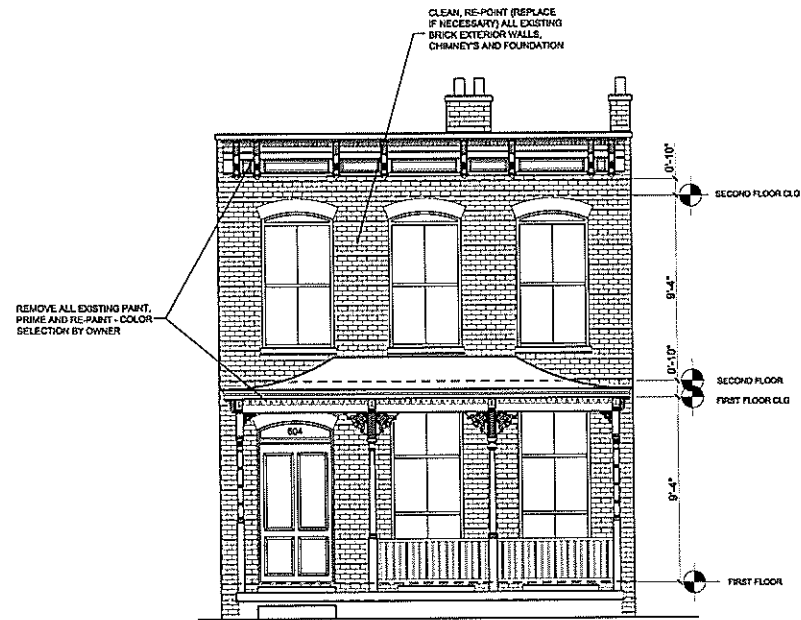 CLEAN, RE-POINT (REPLACE
IF NECESSARY) ALL EXISTING
BRICK EXTERIOR WALLS,
CHIMNEY'S AND FOUNDATION
0'-10"
SECOND FLOOR CLG
9'-4"
REMOVE ALL EXISTING PAINT,
PRIME AND RE-PAINT - COLOR
SELECTION BY OWNER
0'-10"
SECOND FLOOR
FIRST FLOOR CLG
604
9'-4"
FIRST FLOOR